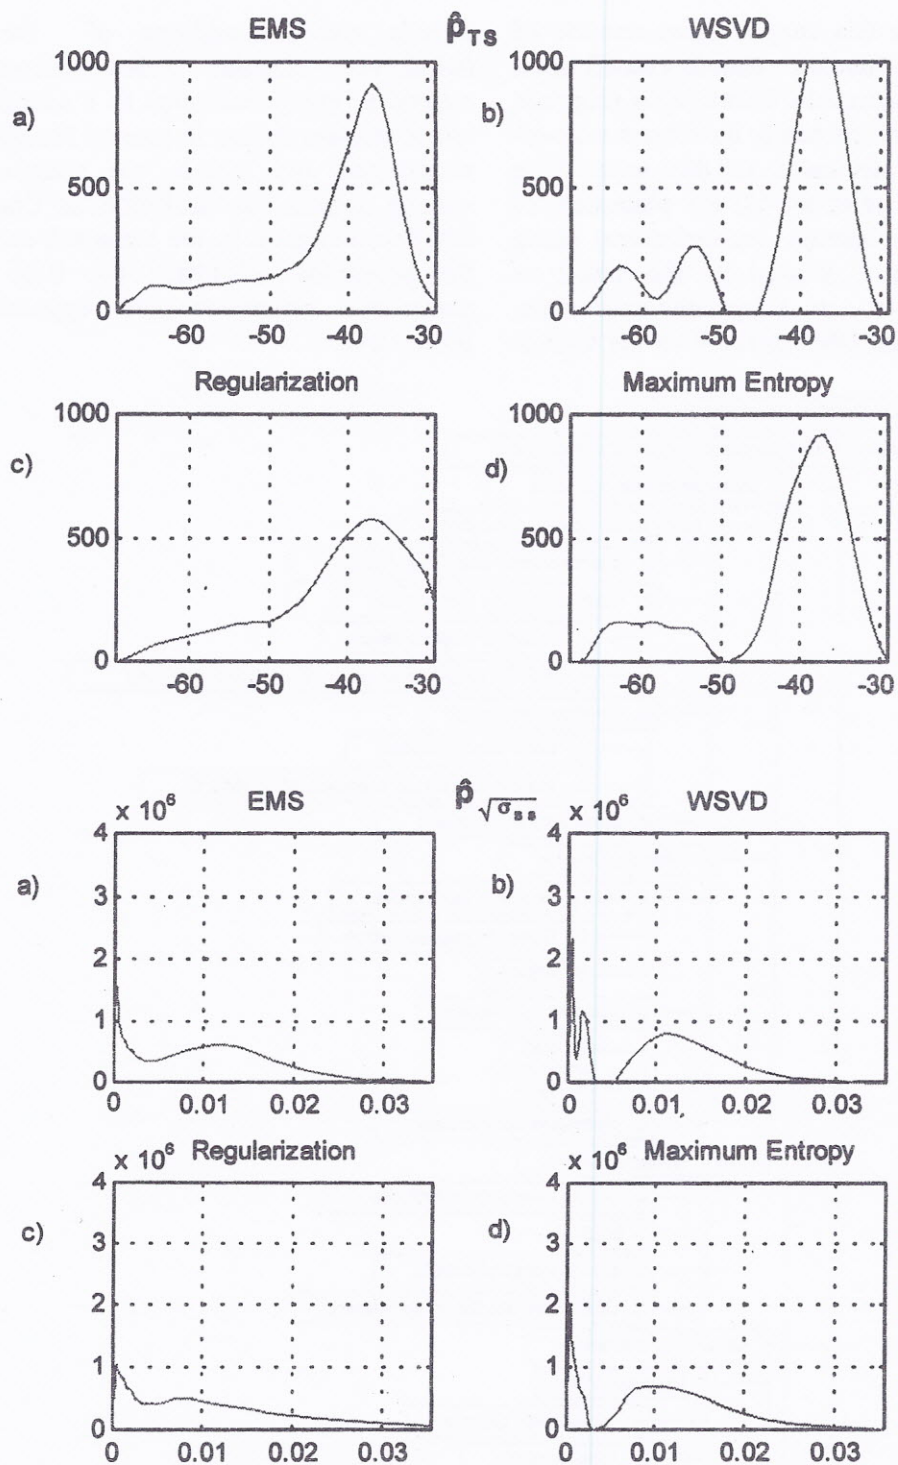 EMS p̂TS WSVD
a) 1000 500 0 -60 -50 -40 -30
b) 1000 500 0 -60 -50 -40 -30
Regularization Maximum Entropy
c) 1000 500 0 -60 -50 -40 -30
d) 1000 500 0 -60 -50 -40 -30
x 10⁶ EMS p̂√σss x 10⁶ WSVD
a) 4 3 2 1 0 0 0.01 0.02 0.03
b) 4 3 2 1 0 0 0.01 0.02 0.03
x 10⁶ Regularization x 10⁶ Maximum Entropy
c) 4 3 2 1 0 0 0.01 0.02 0.03
d) 4 3 2 1 0 0 0.01 0.02 0.03